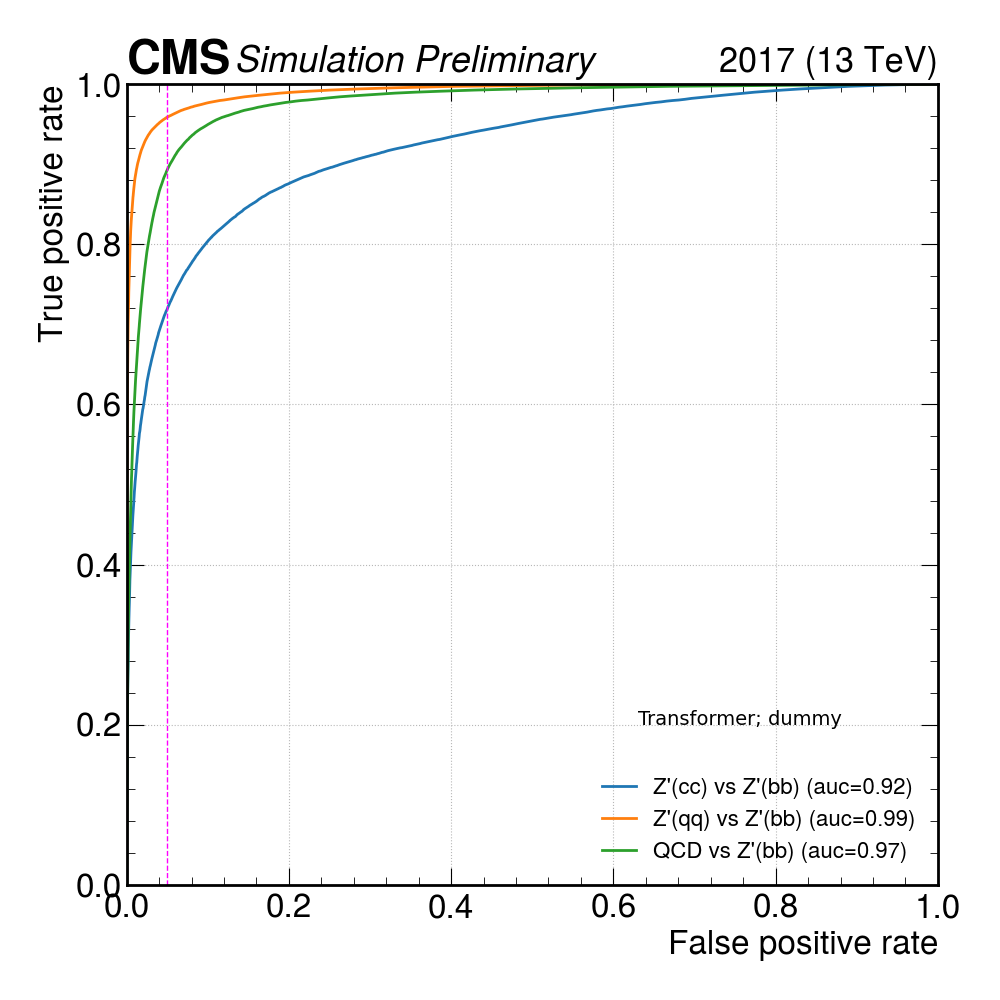 CMS Simulation Preliminary 2017 (13 TeV)
True positive rate
1.0
0.8
0.6
0.4
0.2
0.0
Transformer; dummy
Z'(cc) vs Z'(bb) (auc=0.92)
Z'(qq) vs Z'(bb) (auc=0.99)
QCD vs Z'(bb) (auc=0.97)
0.0 0.2 0.4 0.6 0.8 1.0
False positive rate